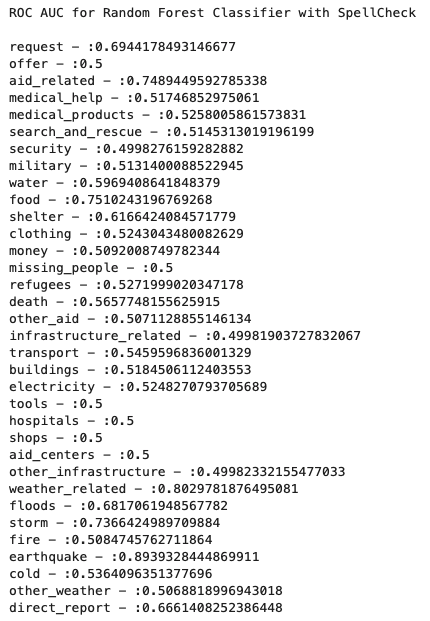 ROC AUC for Random Forest Classifier with SpellCheck
request – :0.6944178493146677
offer – :0.5
aid_related – :0.7489449592785338
medical_help – :0.51746852975061
medical_products – :0.5258005861573831
search_and_rescue – :0.5145313019196199
security – :0.4998276159282882
military – :0.5131400088522945
water – :0.5969408641848379
food – :0.7510243196769268
shelter – :0.6166424084571779
clothing – :0.5243043480082629
money – :0.5092008749782344
missing_people – :0.5
refugees – :0.5271999020347178
death – :0.5657748155625915
other_aid – :0.5071128855146134
infrastructure_related – :0.49981903727832067
transport – :0.5459596836001329
buildings – :0.5184506112403553
electricity – :0.5248270793705689
tools – :0.5
hospitals – :0.5
shops – :0.5
aid_centers – :0.5
other_infrastructure – :0.49982332155477033
weather_related – :0.8029781876495081
floods – :0.6817061948567782
storm – :0.7366424989709884
fire – :0.5084745762711864
earthquake – :0.8939328444869911
cold – :0.5364096351377696
other_weather – :0.5068818996943018
direct_report – :0.6661408252386448